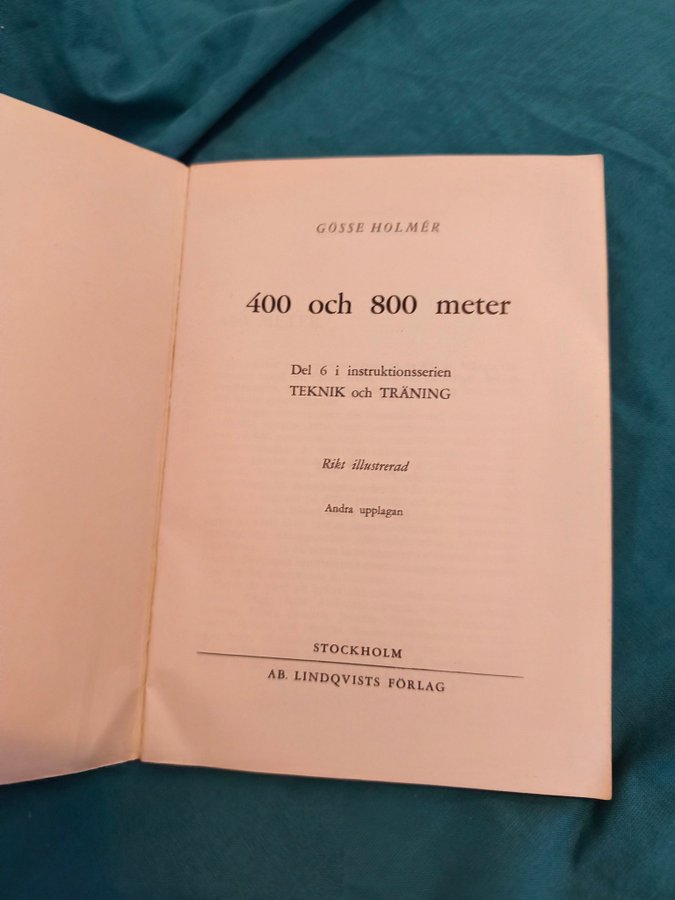 GÖSSE HOLMÉR
400 och 800 meter
Del 6 i instruktionsserien
TEKNIK och TRÄNING
Rikt illustrerad
Andra upplagan
STOCKHOLM
AB. LINDQVISTS FÖRLAG